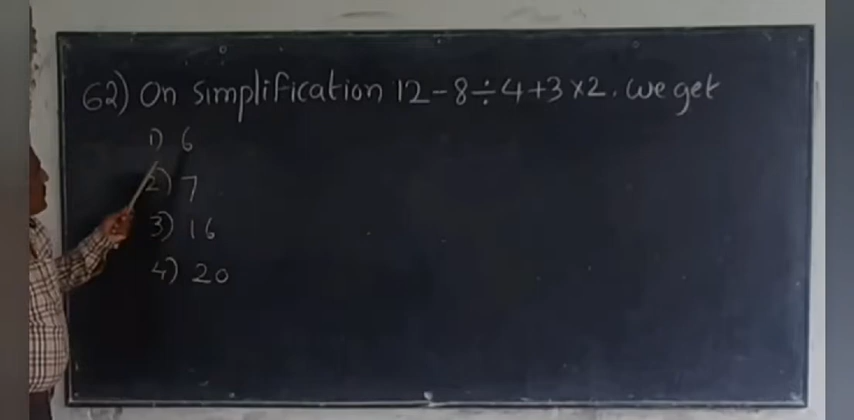 62) On Simplification 12 - 8 ÷ 4 + 3 × 2. we get
1) 6
2) 7
3) 16
4) 20